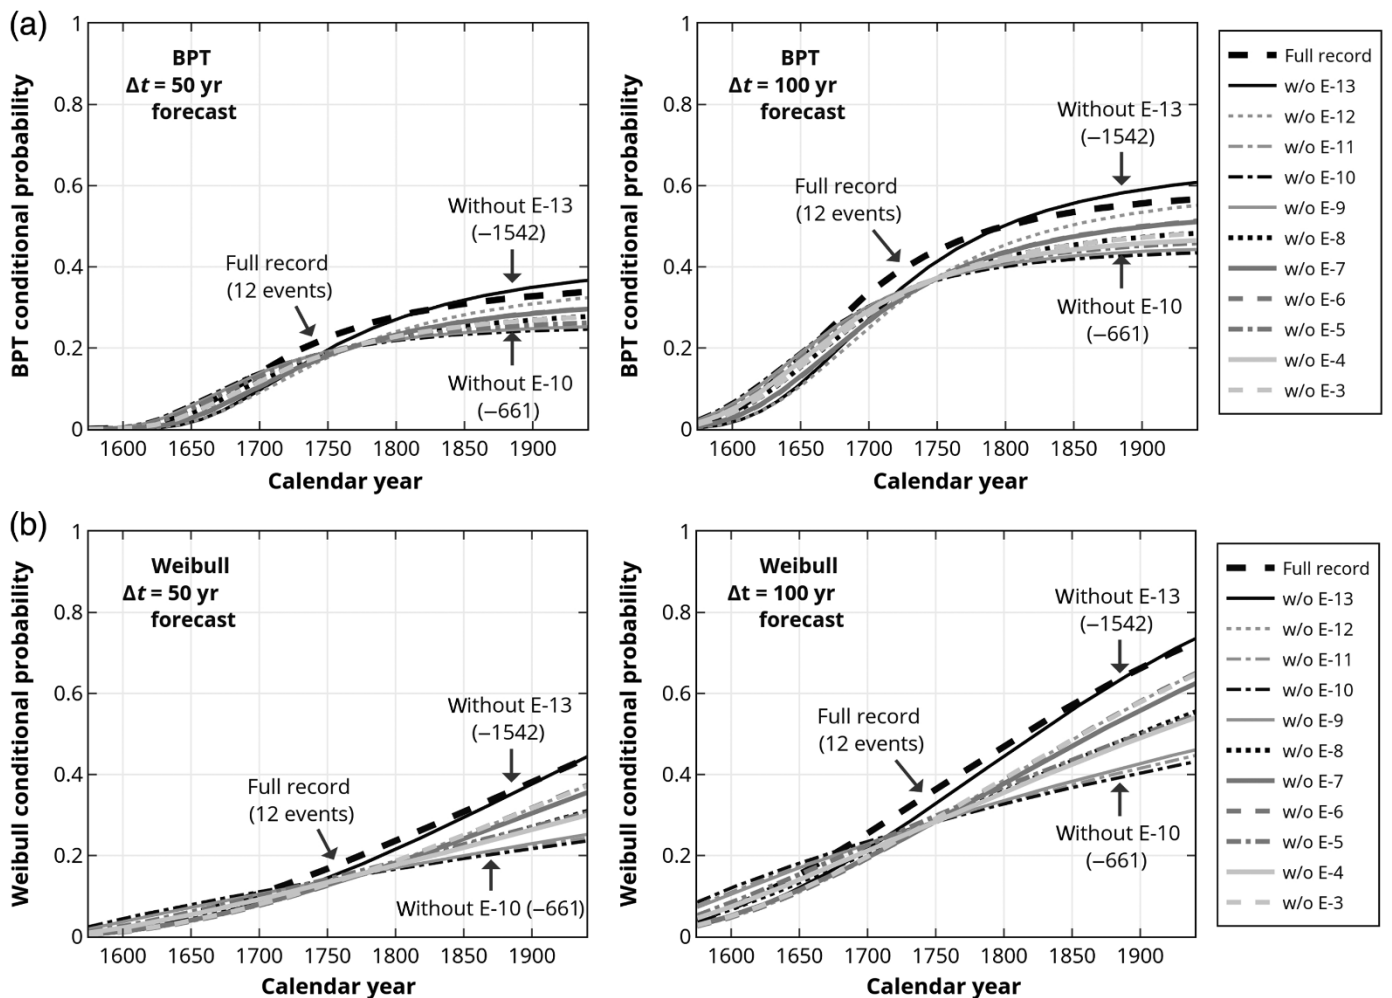 (a)
BPT conditional probability
1
0.8
0.6
0.4
0.2
0
BPT
Δt = 50 yr
forecast
Without E-13
(−1542)
Full record
(12 events)
Without E-10
(−661)
1600 1650 1700 1750 1800 1850 1900
Calendar year
BPT conditional probability
1
0.8
0.6
0.4
0.2
0
BPT
Δt = 100 yr
forecast
Without E-13
(−1542)
Full record
(12 events)
Without E-10
(−661)
1600 1650 1700 1750 1800 1850 1900
Calendar year
Full record
w/o E-13
w/o E-12
w/o E-11
w/o E-10
w/o E-9
w/o E-8
w/o E-7
w/o E-6
w/o E-5
w/o E-4
w/o E-3
(b)
Weibull conditional probability
1
0.8
0.6
0.4
0.2
0
Weibull
Δt = 50 yr
forecast
Without E-13
(−1542)
Full record
(12 events)
Without E-10 (−661)
1600 1650 1700 1750 1800 1850 1900
Calendar year
Weibull conditional probability
1
0.8
0.6
0.4
0.2
0
Weibull
Δt = 100 yr
forecast
Without E-13
(−1542)
Full record
(12 events)
Without E-10
(−661)
1600 1650 1700 1750 1800 1850 1900
Calendar year
Full record
w/o E-13
w/o E-12
w/o E-11
w/o E-10
w/o E-9
w/o E-8
w/o E-7
w/o E-6
w/o E-5
w/o E-4
w/o E-3